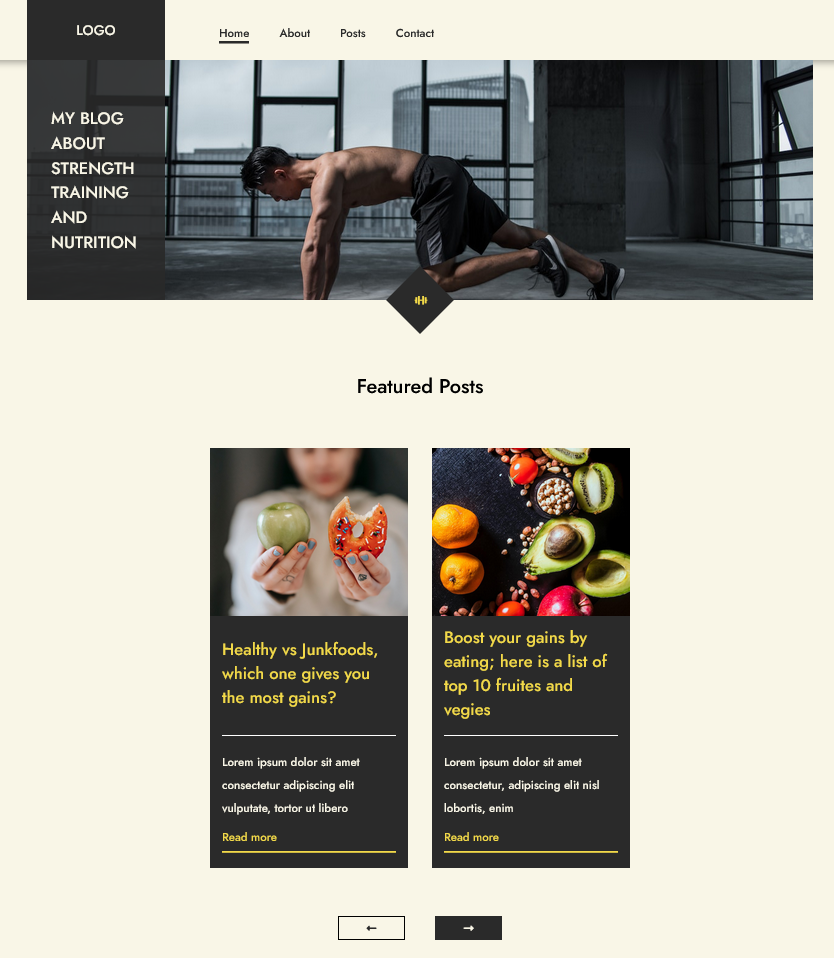 LOGO
Home
About
Posts
Contact
MY BLOG
ABOUT
STRENGTH
TRAINING
AND
NUTRITION
Featured Posts
Healthy vs Junkfoods,
which one gives you
the most gains?
Lorem ipsum dolor sit amet
consectetur adipiscing elit
vulputate, tortor ut libero
Read more
Boost your gains by
eating; here is a list of
top 10 fruites and
vegies
Lorem ipsum dolor sit amet
consectetur, adipiscing elit nisl
lobortis, enim
Read more
←
→